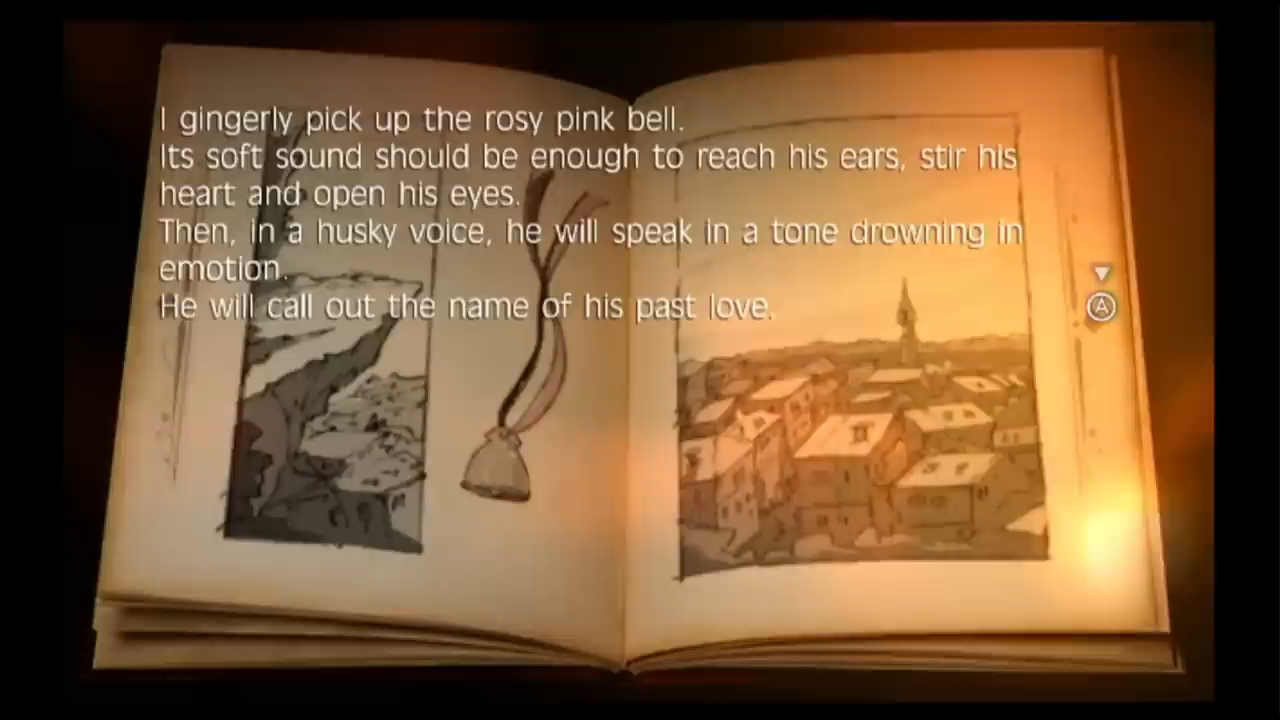 I gingerly pick up the rosy pink bell.
Its soft sound should be enough to reach his ears, stir his
heart and open his eyes.
Then, in a husky voice, he will speak in a tone drowning in
emotion.
He will call out the name of his past love.
A